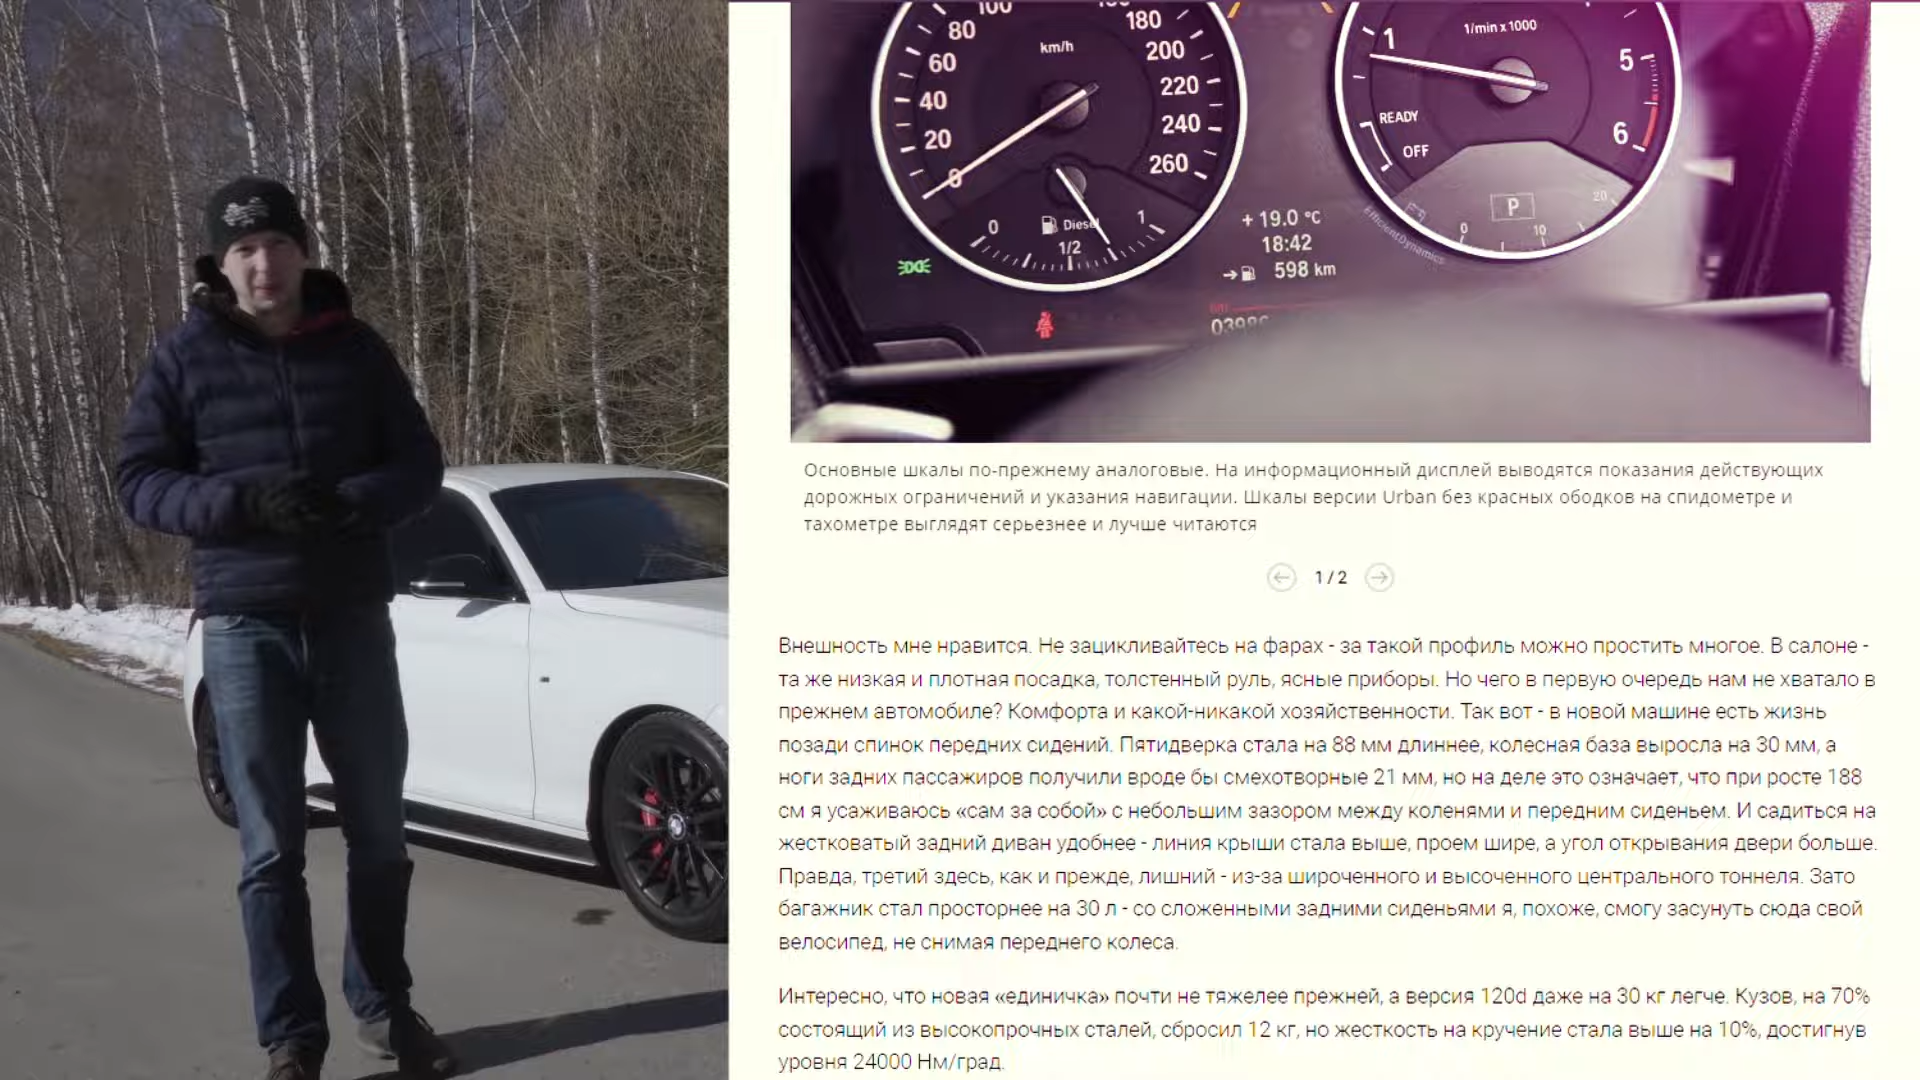 100
80
60
40
20
0
km/h
180
200
220
240
260
0
Diesel
1/2
1
+ 19.0 °C
18:42
598 km
1/min x 1000
1
5
6
READY
OFF
EfficientDynamics
P
0
10
20
Основные шкалы по-прежнему аналоговые. На информационный дисплей выводятся показания действующих
дорожных ограничений и указания навигации. Шкалы версии Urban без красных ободков на спидометре и
тахометре выглядят серьезнее и лучше читаются
1 / 2
Внешность мне нравится. Не зацикливайтесь на фарах - за такой профиль можно простить многое. В салоне -
та же низкая и плотная посадка, толстенный руль, ясные приборы. Но чего в первую очередь нам не хватало в
прежнем автомобиле? Комфорта и какой-никакой хозяйственности. Так вот - в новой машине есть жизнь
позади спинок передних сидений. Пятидверка стала на 88 мм длиннее, колесная база выросла на 30 мм, а
ноги задних пассажиров получили вроде бы смехотворные 21 мм, но на деле это означает, что при росте 188
см я усаживаюсь «сам за собой» с небольшим зазором между коленями и передним сиденьем. И садиться на
жестковатый задний диван удобнее - линия крыши стала выше, проем шире, а угол открывания двери больше.
Правда, третий здесь, как и прежде, лишний - из-за широченного и высоченного центрального тоннеля. Зато
багажник стал просторнее на 30 л - со сложенными задними сиденьями я, похоже, смогу засунуть сюда свой
велосипед, не снимая переднего колеса.
Интересно, что новая «единичка» почти не тяжелее прежней, а версия 120d даже на 30 кг легче. Кузов, на 70%
состоящий из высокопрочных сталей, сбросил 12 кг, но жесткость на кручение стала выше на 10%, достигнув
уровня 24000 Нм/град.